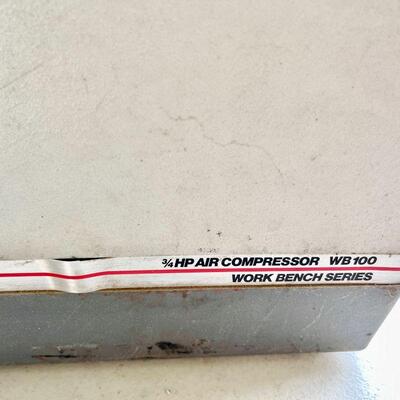 ¾ HP AIR COMPRESSOR WB100
WORK BENCH SERIES